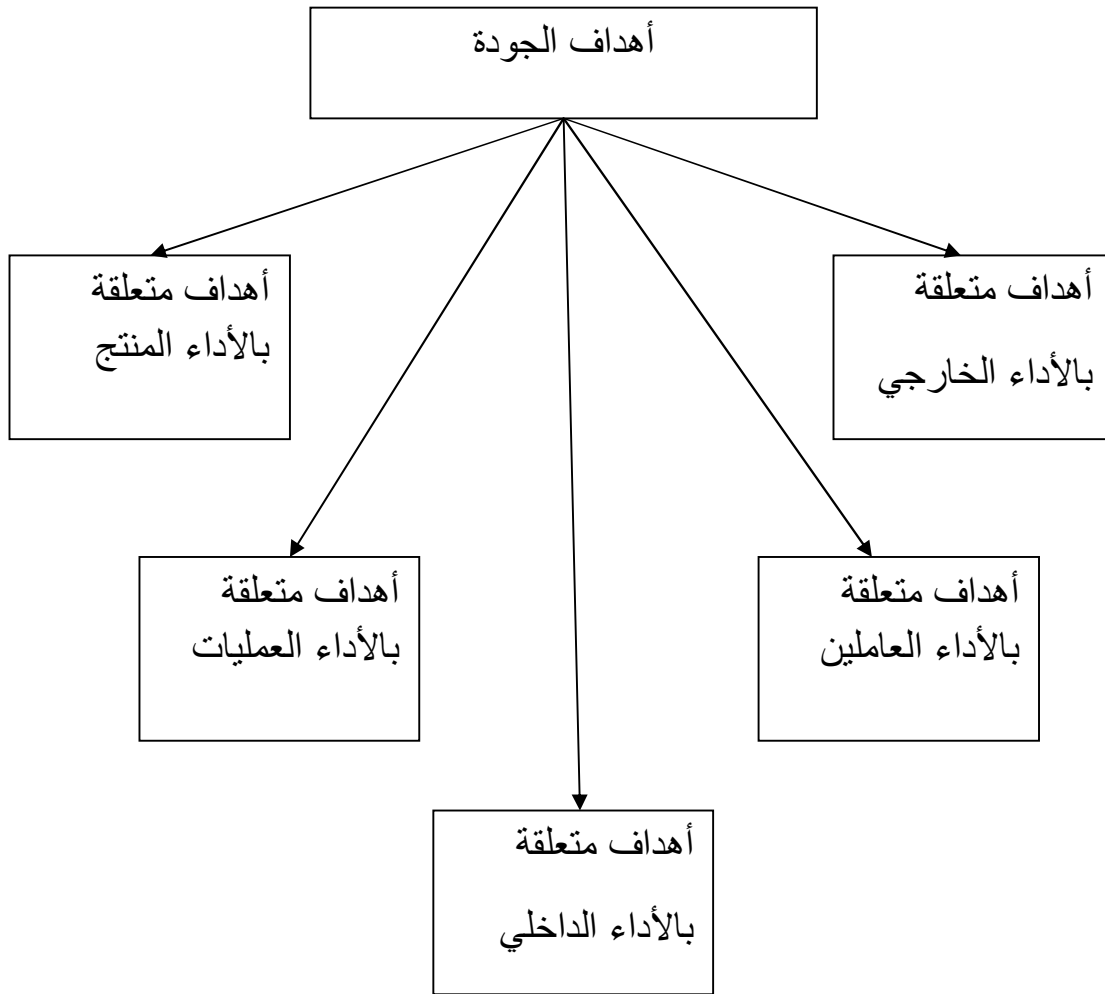 أهداف الجودة
أهداف متعلقة
بالأداء الخارجي
أهداف متعلقة
بالأداء المنتج
أهداف متعلقة
بالأداء العاملين
أهداف متعلقة
بالأداء العمليات
أهداف متعلقة
بالأداء الداخلي